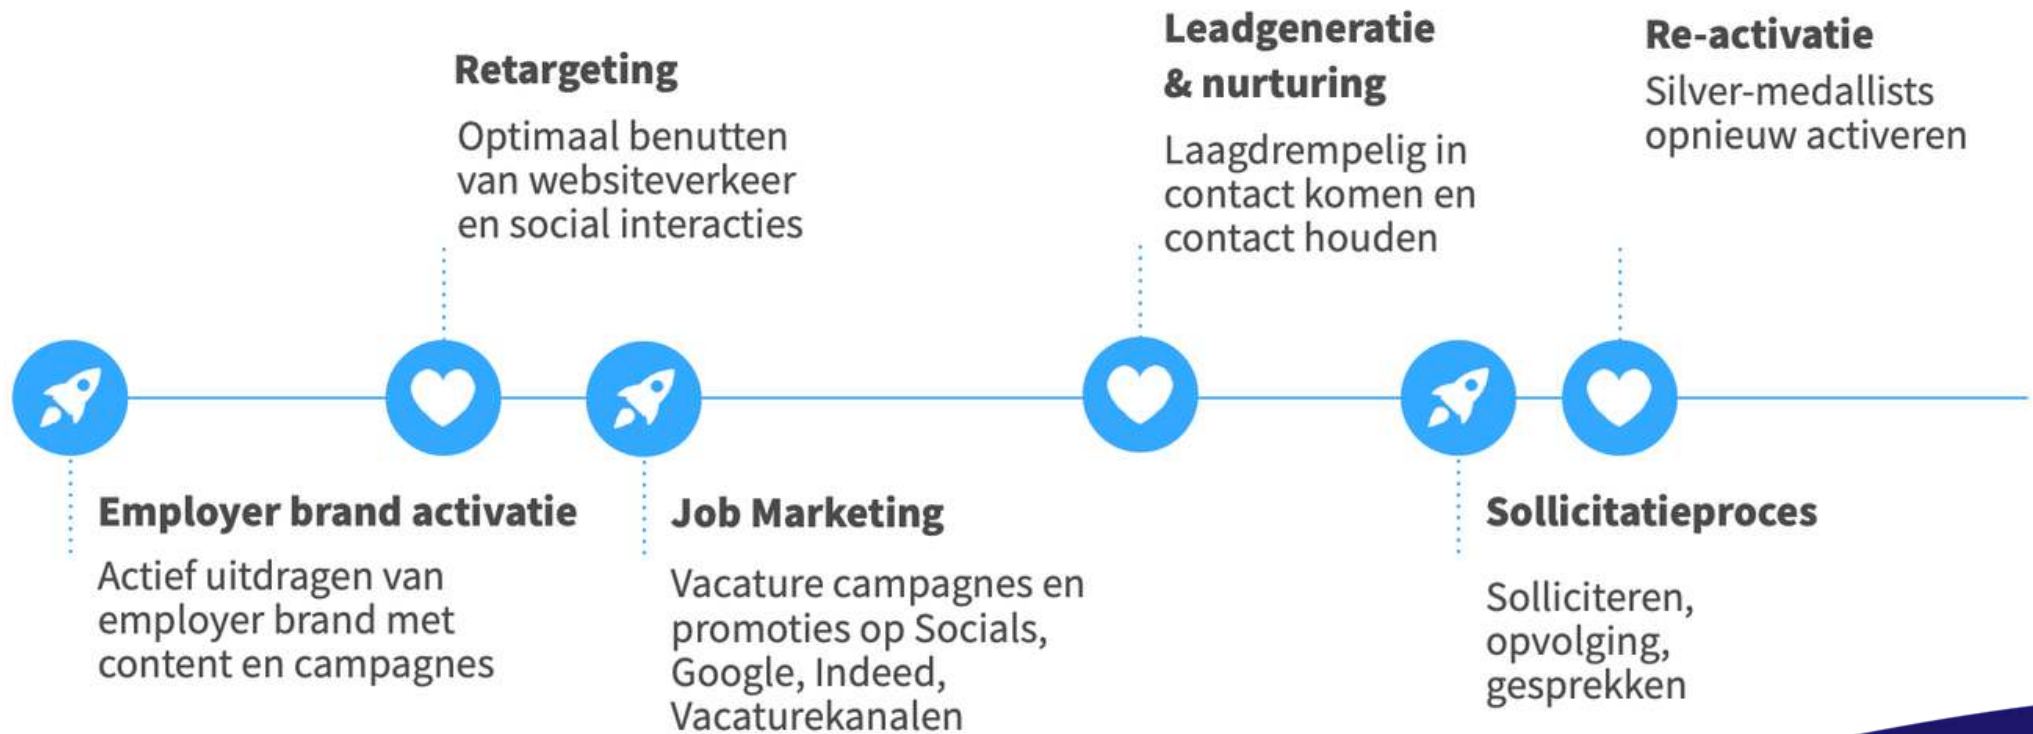 Retargeting
Optimaal benutten
van websiteverkeer
en social interacties
Leadgeneratie
& nurturing
Laagdrempelig in
contact komen en
contact houden
Re-activatie
Silver-medallists
opnieuw activeren
Employer brand activatie
Actief uitdragen van
employer brand met
content en campagnes
Job Marketing
Vacature campagnes en
promoties op Socials,
Google, Indeed,
Vacaturekanalen
Sollicitatieproces
Solliciteren,
opvolging,
gesprekken